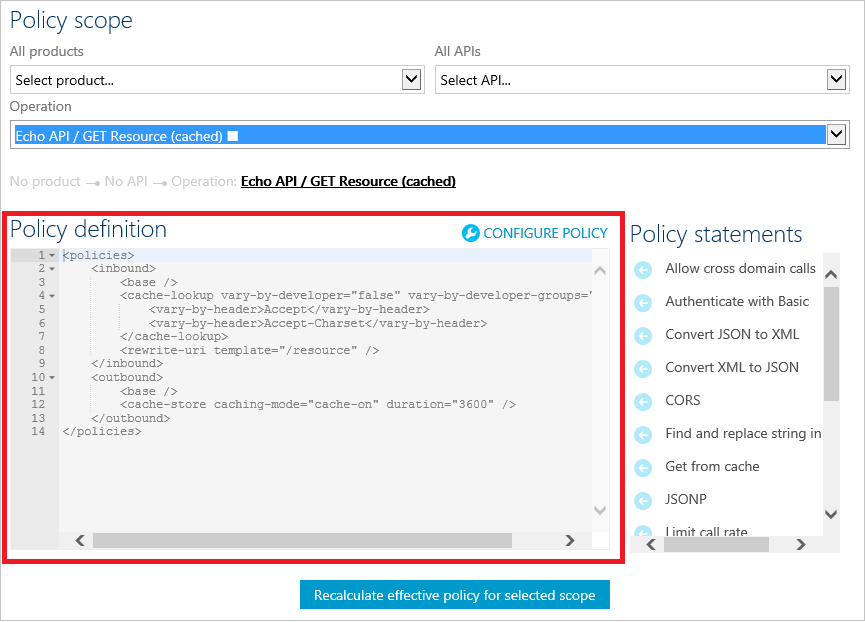 Policy scope
All products
All APIs
Select product...
Select API...
Operation
Echo API / GET Resource (cached)
No product No API Operation: Echo API / GET Resource (cached)
Policy definition
CONFIGURE POLICY
1 <policies>
2 <inbound>
3 <base />
4 <cache-lookup vary-by-developer="false" vary-by-developer-groups="
5 <vary-by-header>Accept</vary-by-header>
6 <vary-by-header>Accept-Charset</vary-by-header>
7 </cache-lookup>
8 <rewrite-uri template="/resource" />
9 </inbound>
10 <outbound>
11 <base />
12 <cache-store caching-mode="cache-on" duration="3600" />
13 </outbound>
14 </policies>
Policy statements
Allow cross domain calls
Authenticate with Basic
Convert JSON to XML
Convert XML to JSON
CORS
Find and replace string in
Get from cache
JSONP
Limit call rate
Recalculate effective policy for selected scope